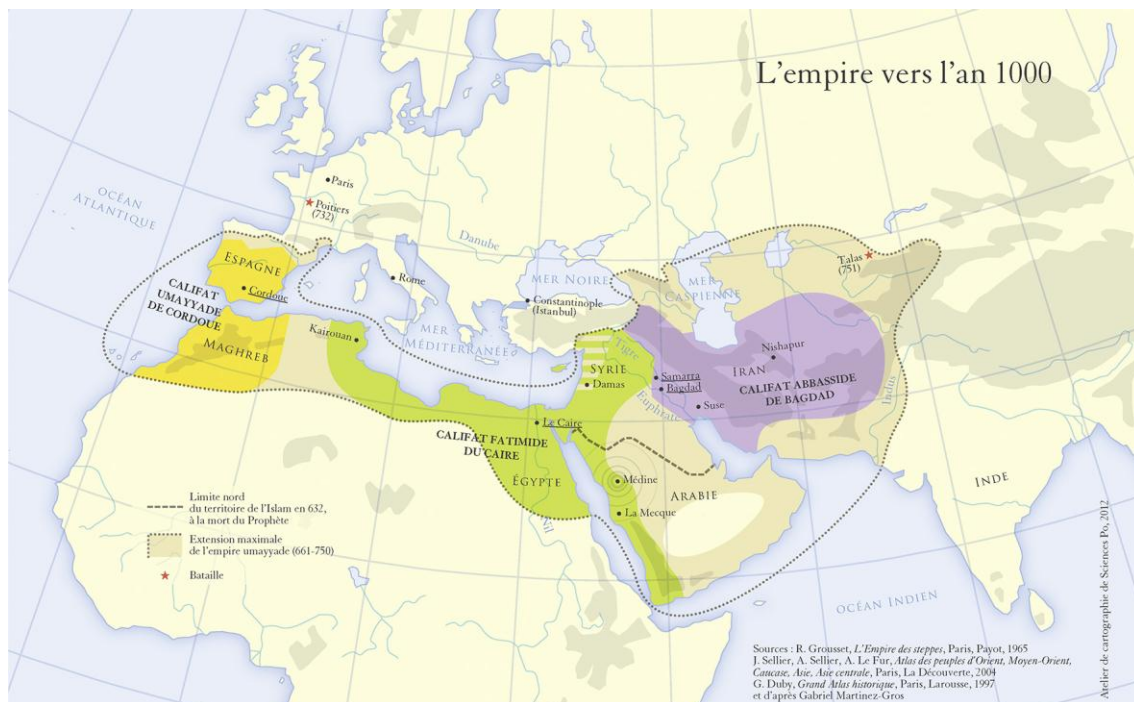 L'empire vers l'an 1000
OCÉAN
ATLANTIQUE
Paris
Poitiers
(732)
Danube
ESPAGNE
Cordoue
CALIFAT
UMAYYADE
DE CORDOUE
MAGHREB
Kairouan
Rome
MER
MÉDITERRANÉE
MER NOIRE
Constantinople
(Istanbul)
MER
CASPIENNE
Talas
(751)
Tigre
SYRIE
Damas
Euphrate
Samarra
Bagdad
Suse
Nishapur
IRAN
CALIFAT ABBASSIDE
DE BAGDAD
Indus
Le Caire
CALIFAT FATIMIDE
DU CAIRE
ÉGYPTE
Nil
Médine
La Mecque
ARABIE
INDE
OCÉAN INDIEN
Limite nord
du territoire de l'Islam en 632,
à la mort du Prophète
Extension maximale
de l'empire umayyade (661-750)
Bataille
Sources : R. Grousset, L'Empire des steppes, Paris, Payot, 1965
J. Sellier, A. Sellier, A. Le Fur, Atlas des peuples d'Orient, Moyen-Orient,
Caucase, Asie, Asie centrale, Paris, La Découverte, 2004
G. Duby, Grand Atlas historique, Paris, Larousse, 1997
et d'après Gabriel Martinez-Gros
Atelier de cartographie de Sciences Po, 2012